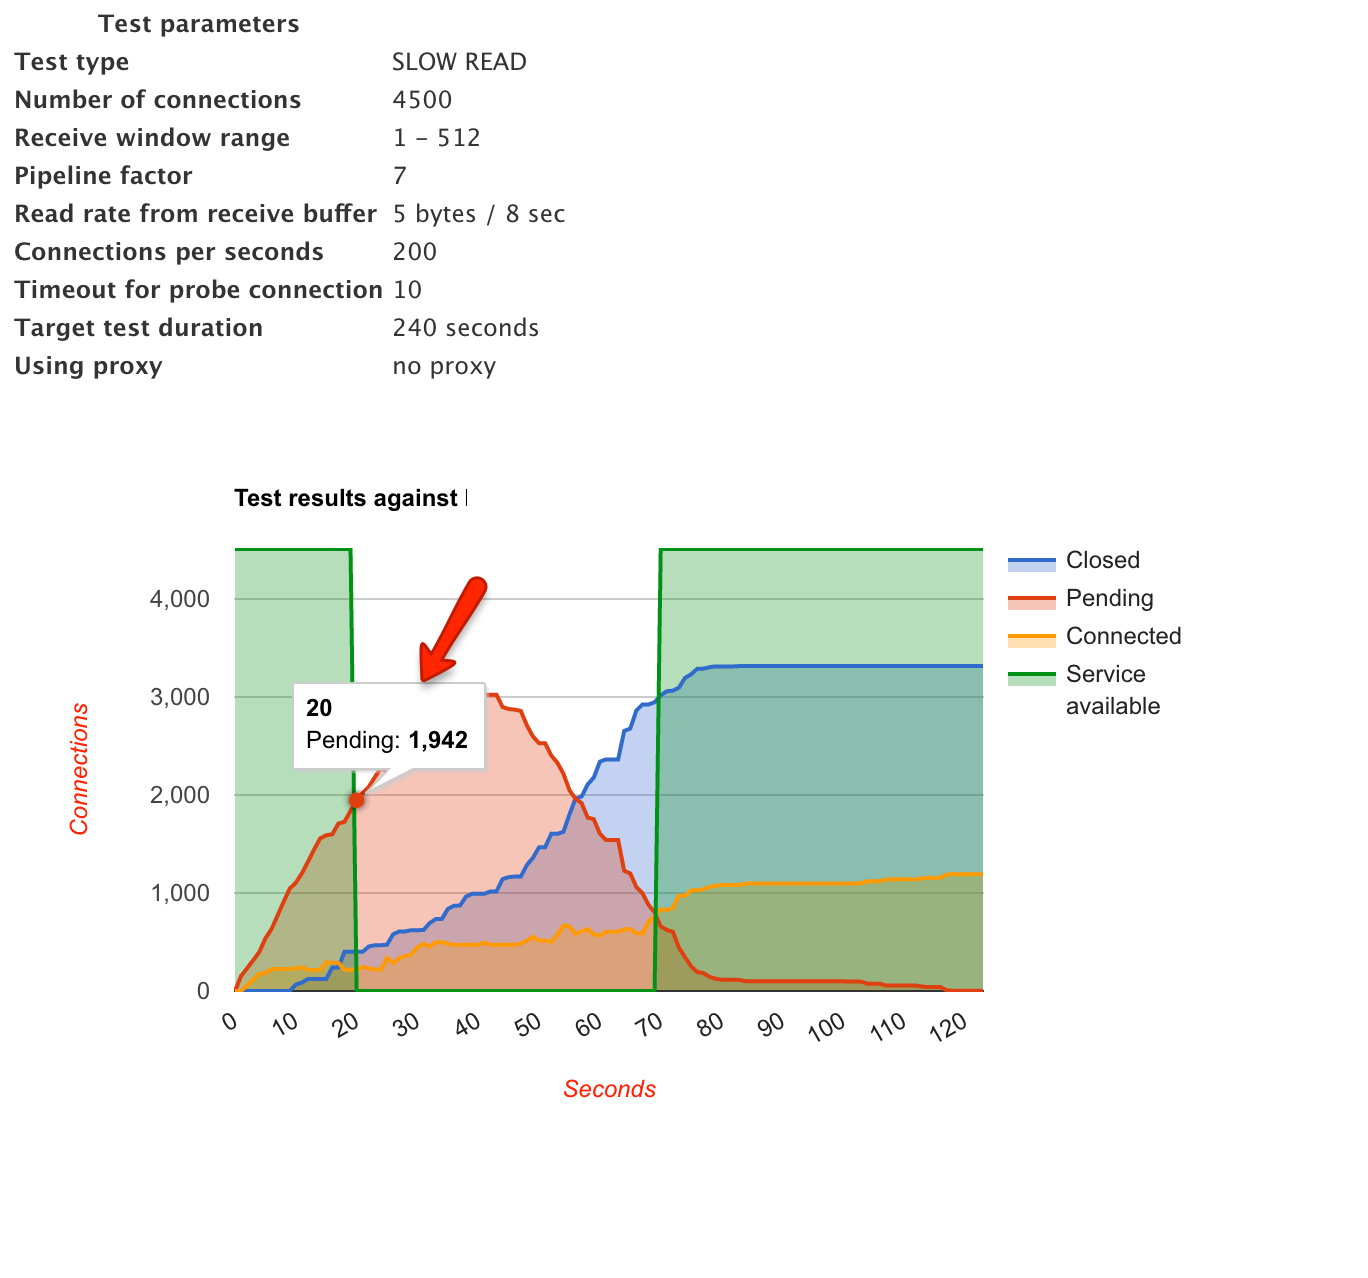 Test parameters
Test type SLOW READ
Number of connections 4500
Receive window range 1 - 512
Pipeline factor 7
Read rate from receive buffer 5 bytes / 8 sec
Connections per seconds 200
Timeout for probe connection 10
Target test duration 240 seconds
Using proxy no proxy
Test results against
4,000
3,000
2,000
1,000
0
20
Pending: 1,942
Closed
Pending
Connected
Service
available
Connections
0 10 20 30 40 50 60 70 80 90 100 110 120
Seconds